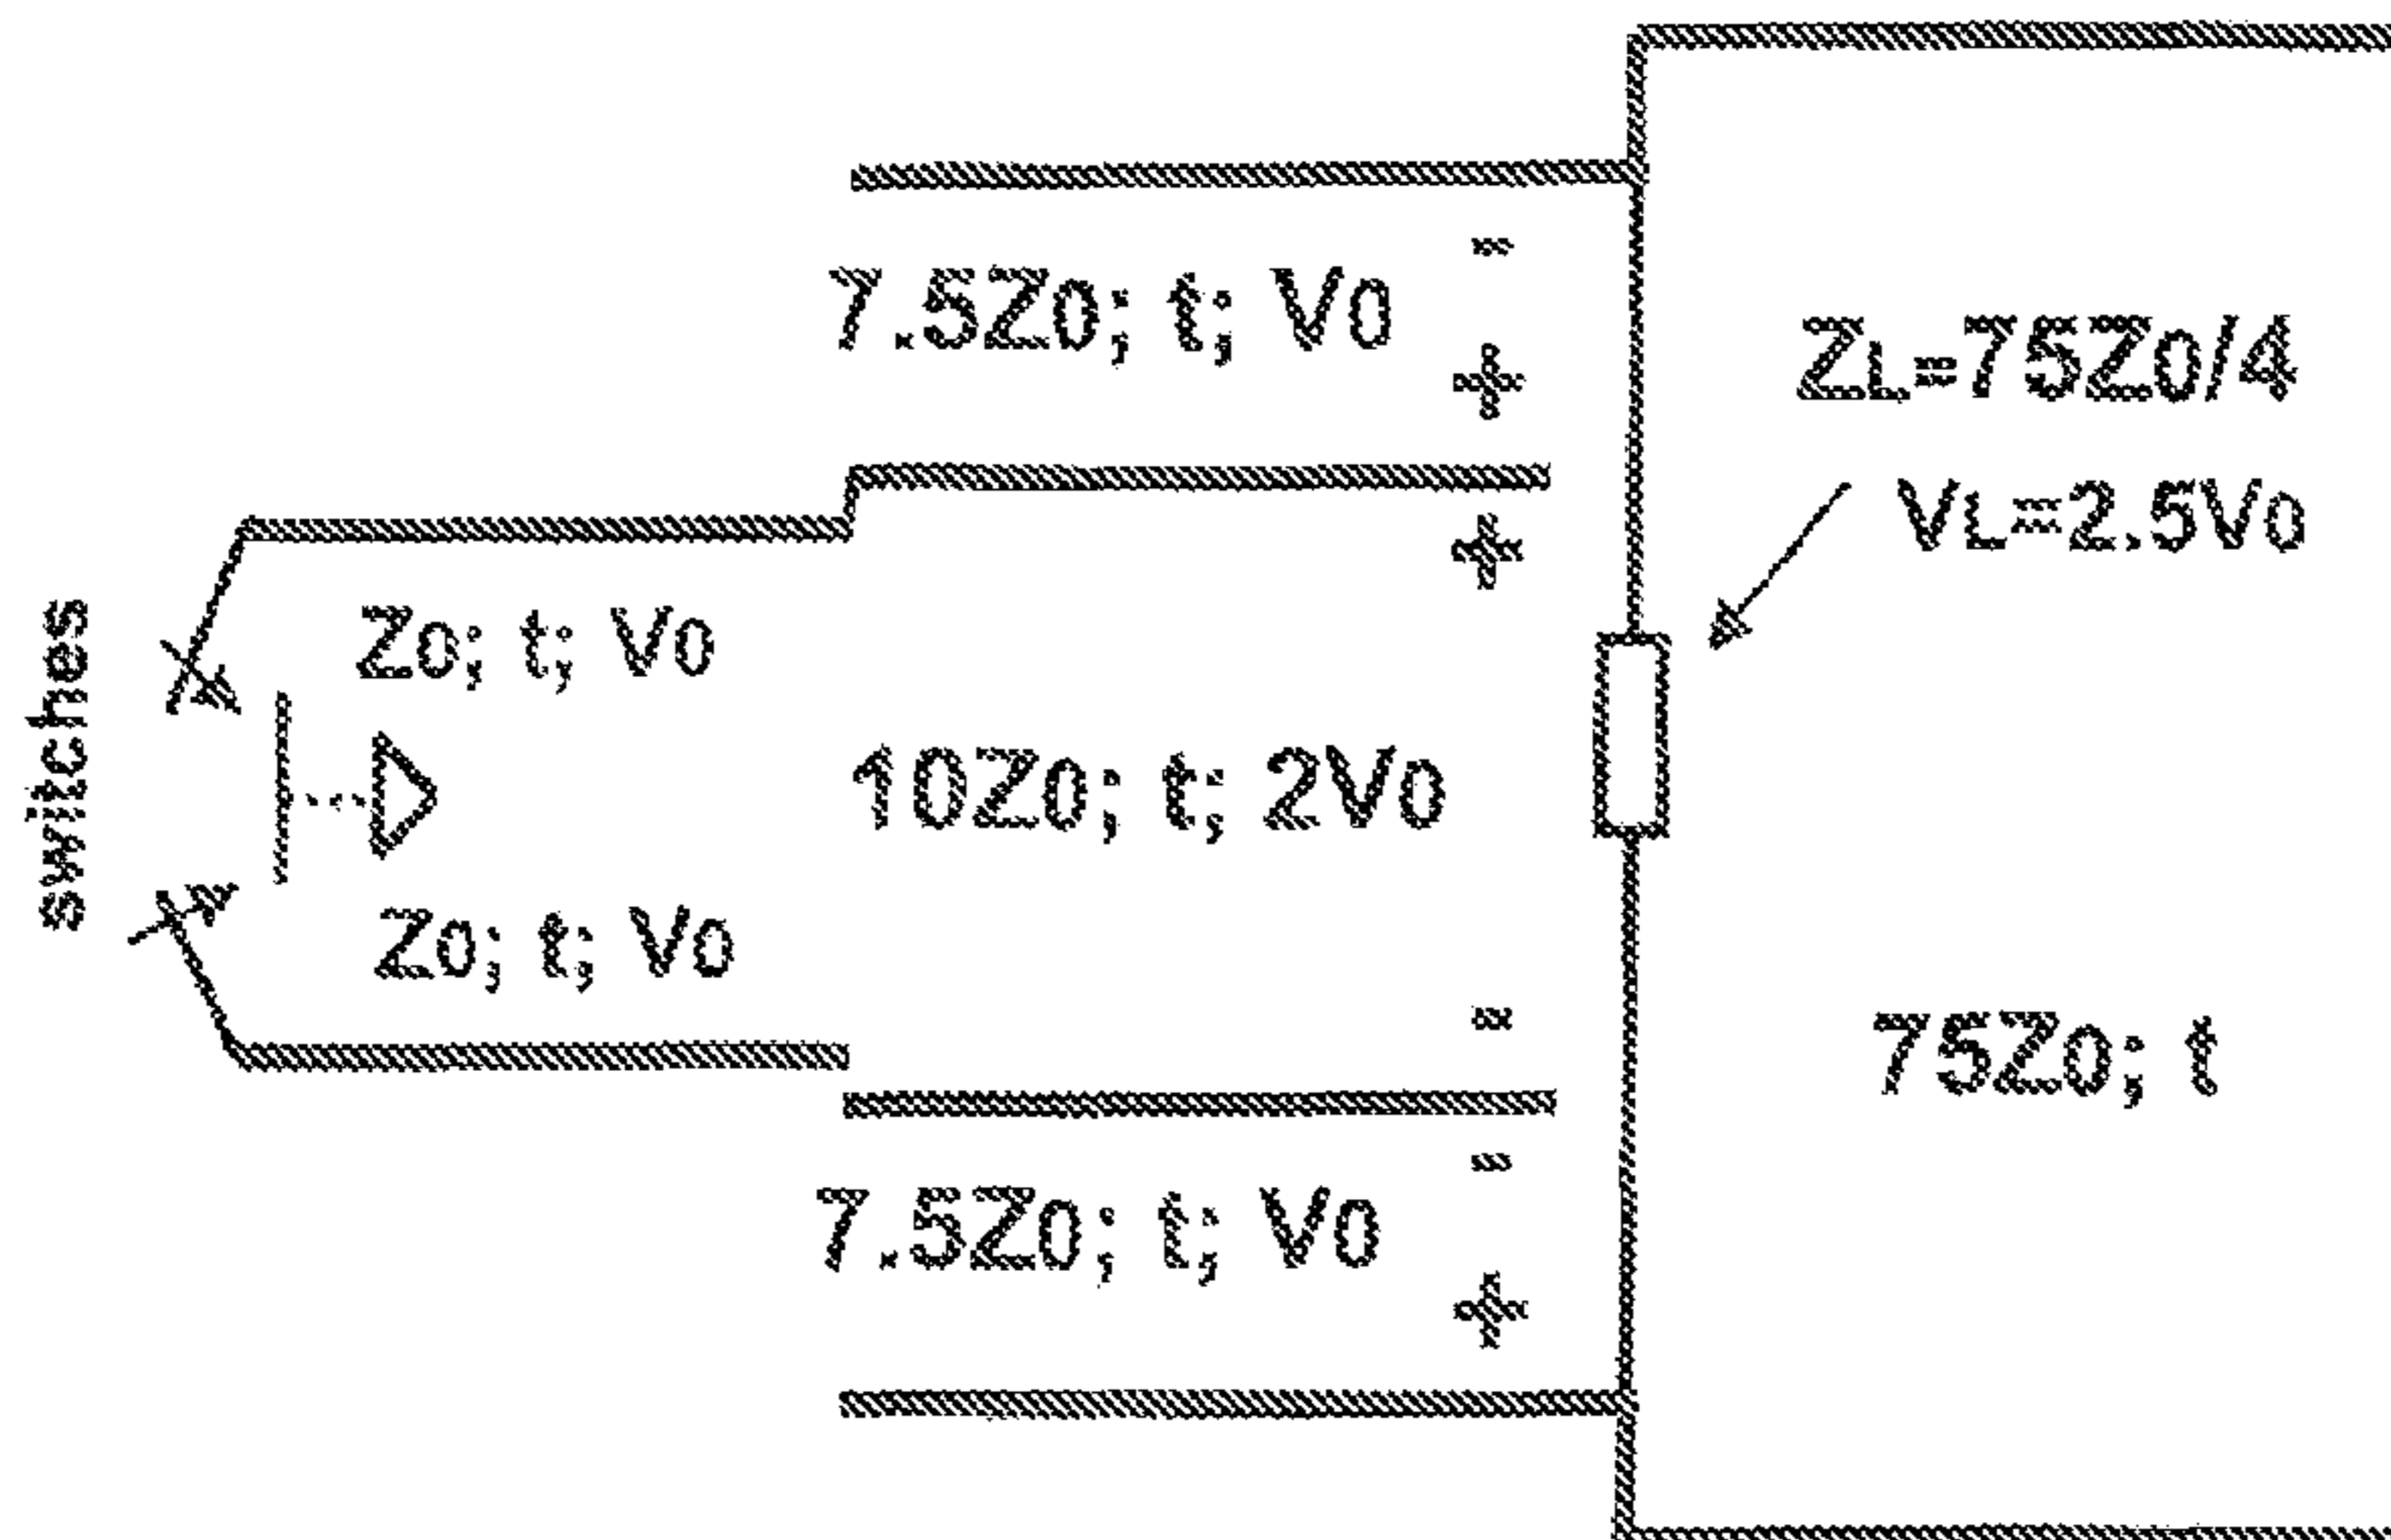 switches
7.5Z0; t; V0
ZL=75Z0/4
VL=2.5V0
Z0; t; V0
10Z0; t; 2V0
Z0; t; V0
75Z0; t
7.5Z0; t; V0
-
+
+
-
-
+